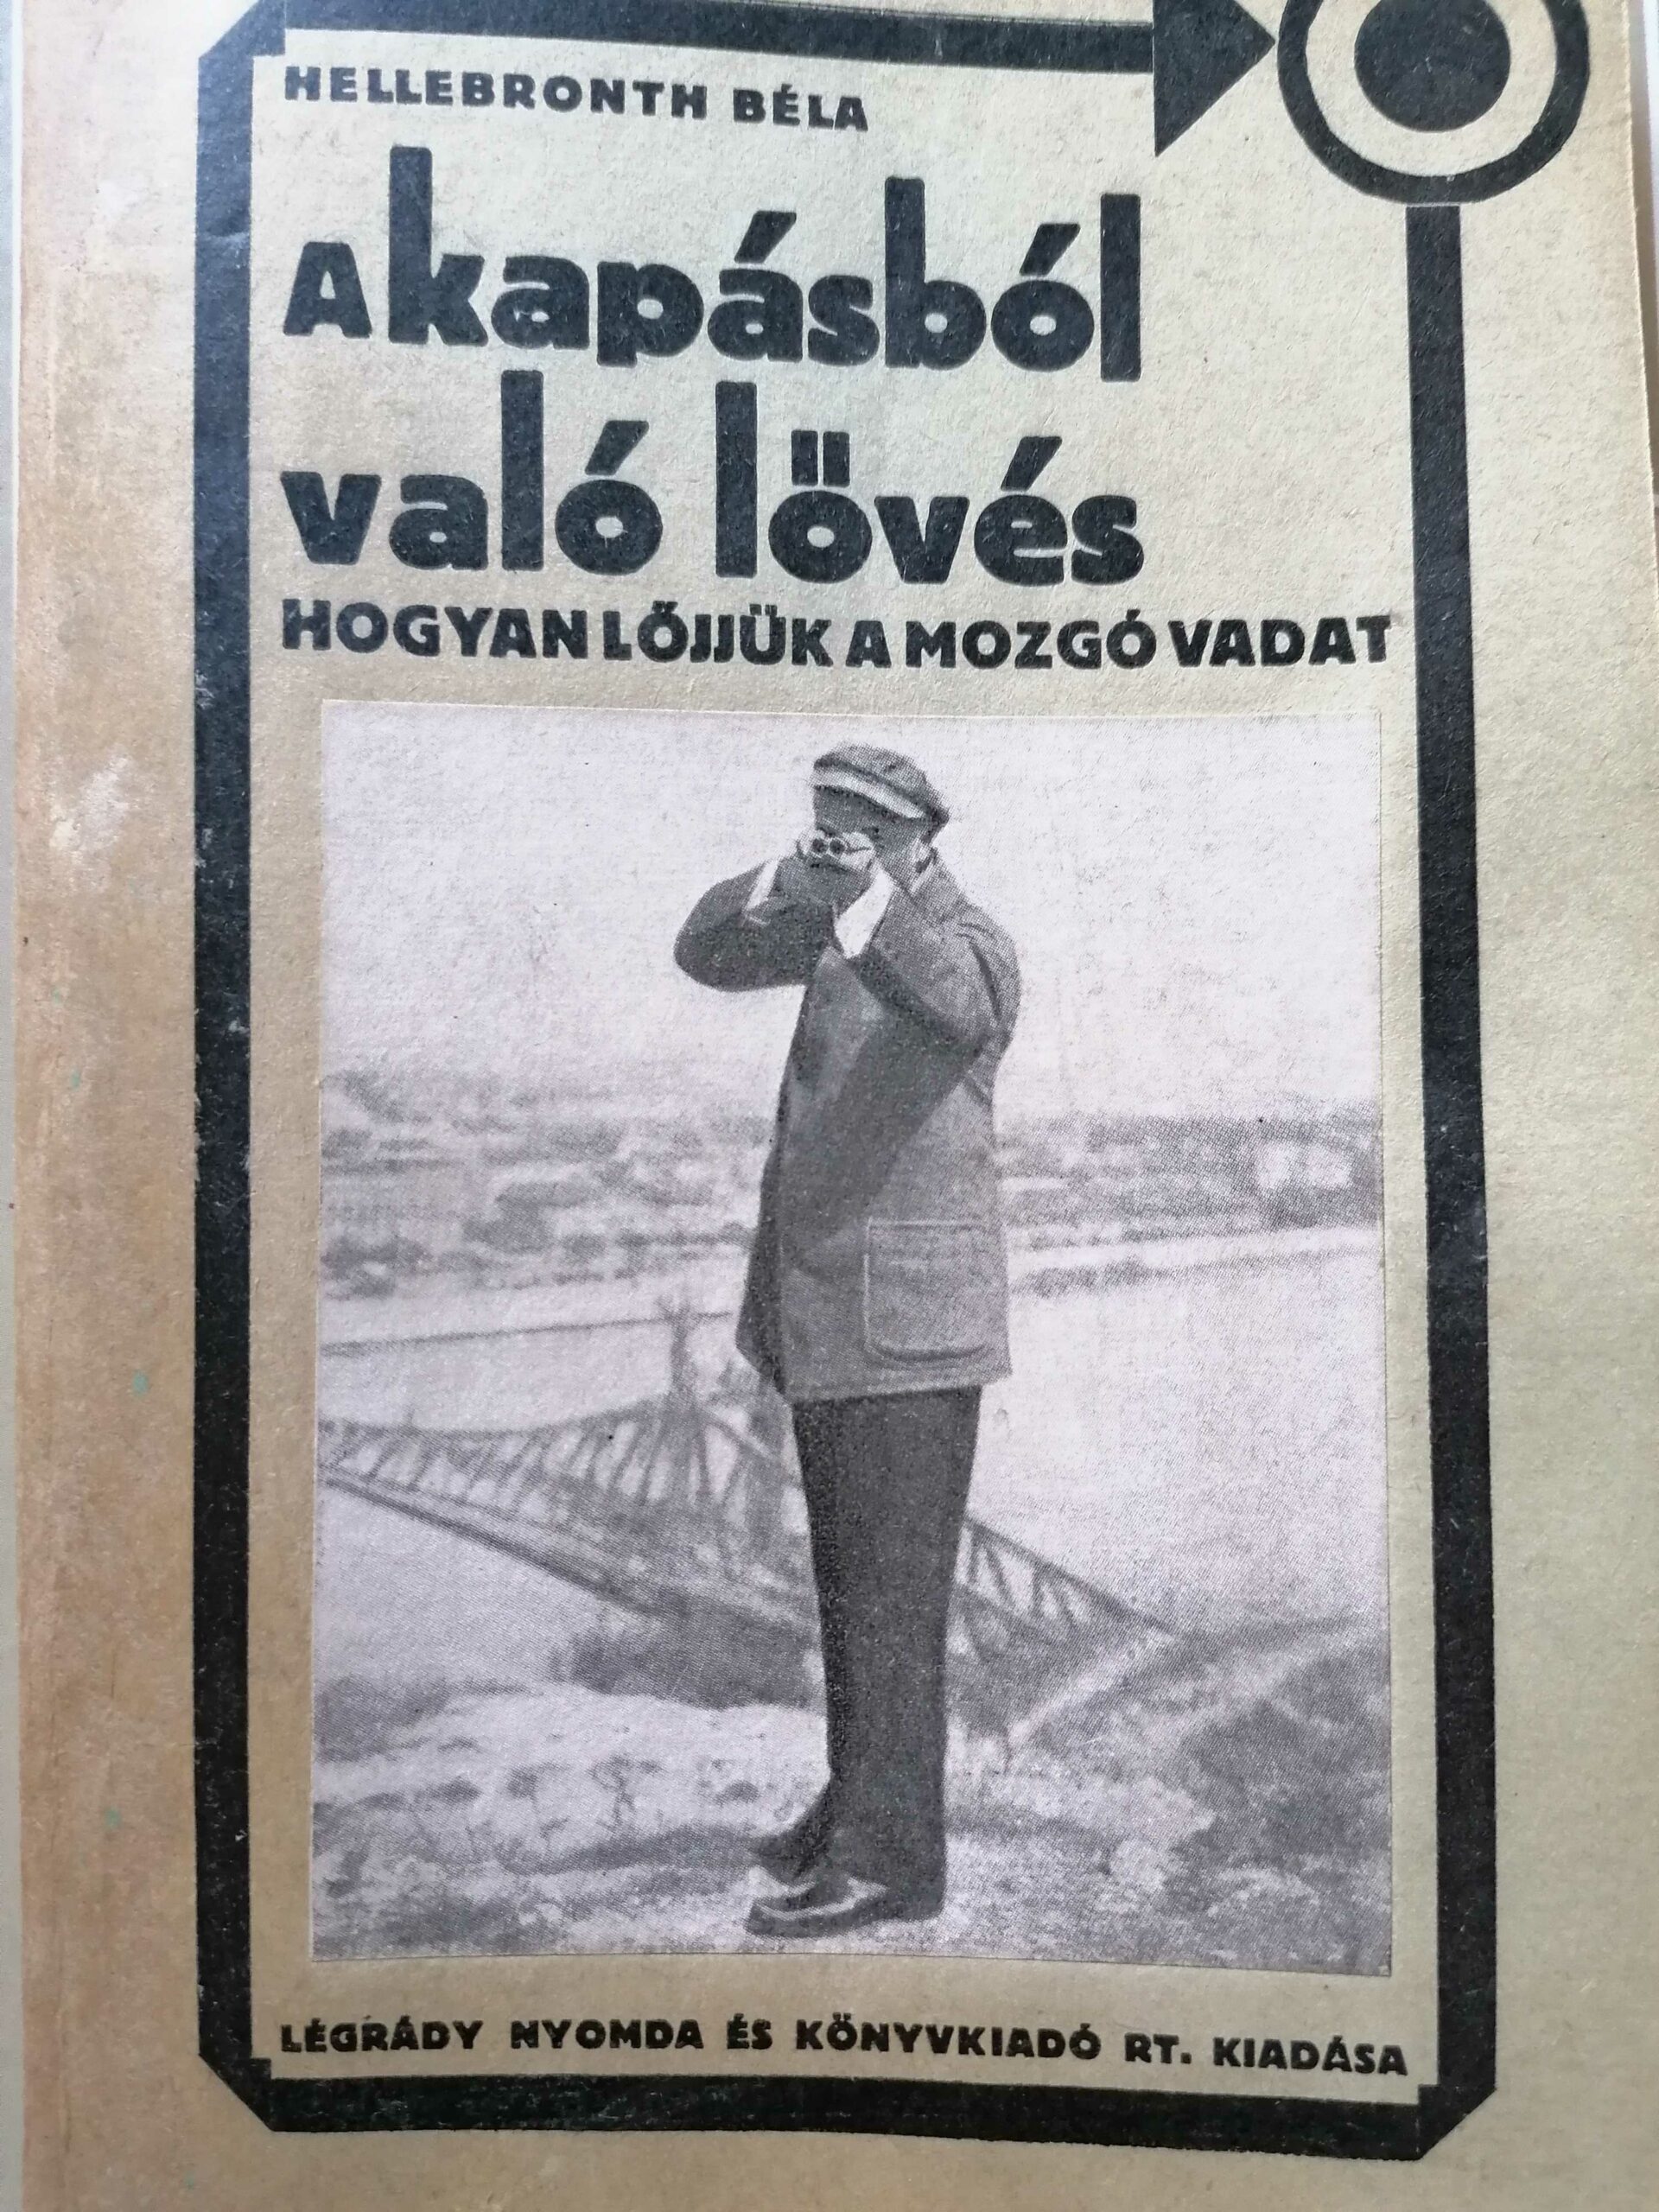 HELLEBRONTH BÉLA
A kapásból
való lövés
HOGYAN LŐJJÜK A MOZGÓ VADAT
LÉGRÁDY NYOMDA ÉS KÖNYVKIADÓ RT. KIADÁSA